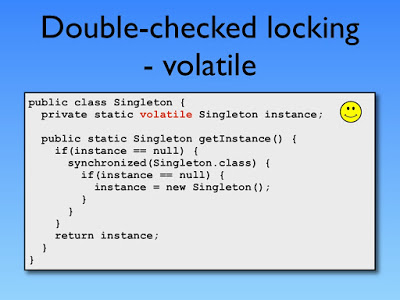 Double-checked locking
- volatile
public class Singleton {
  private static volatile Singleton instance;

  public static Singleton getInstance() {
    if(instance == null) {
      synchronized(Singleton.class) {
        if(instance == null) {
          instance = new Singleton();
        }
      }
    }
    return instance;
  }
}